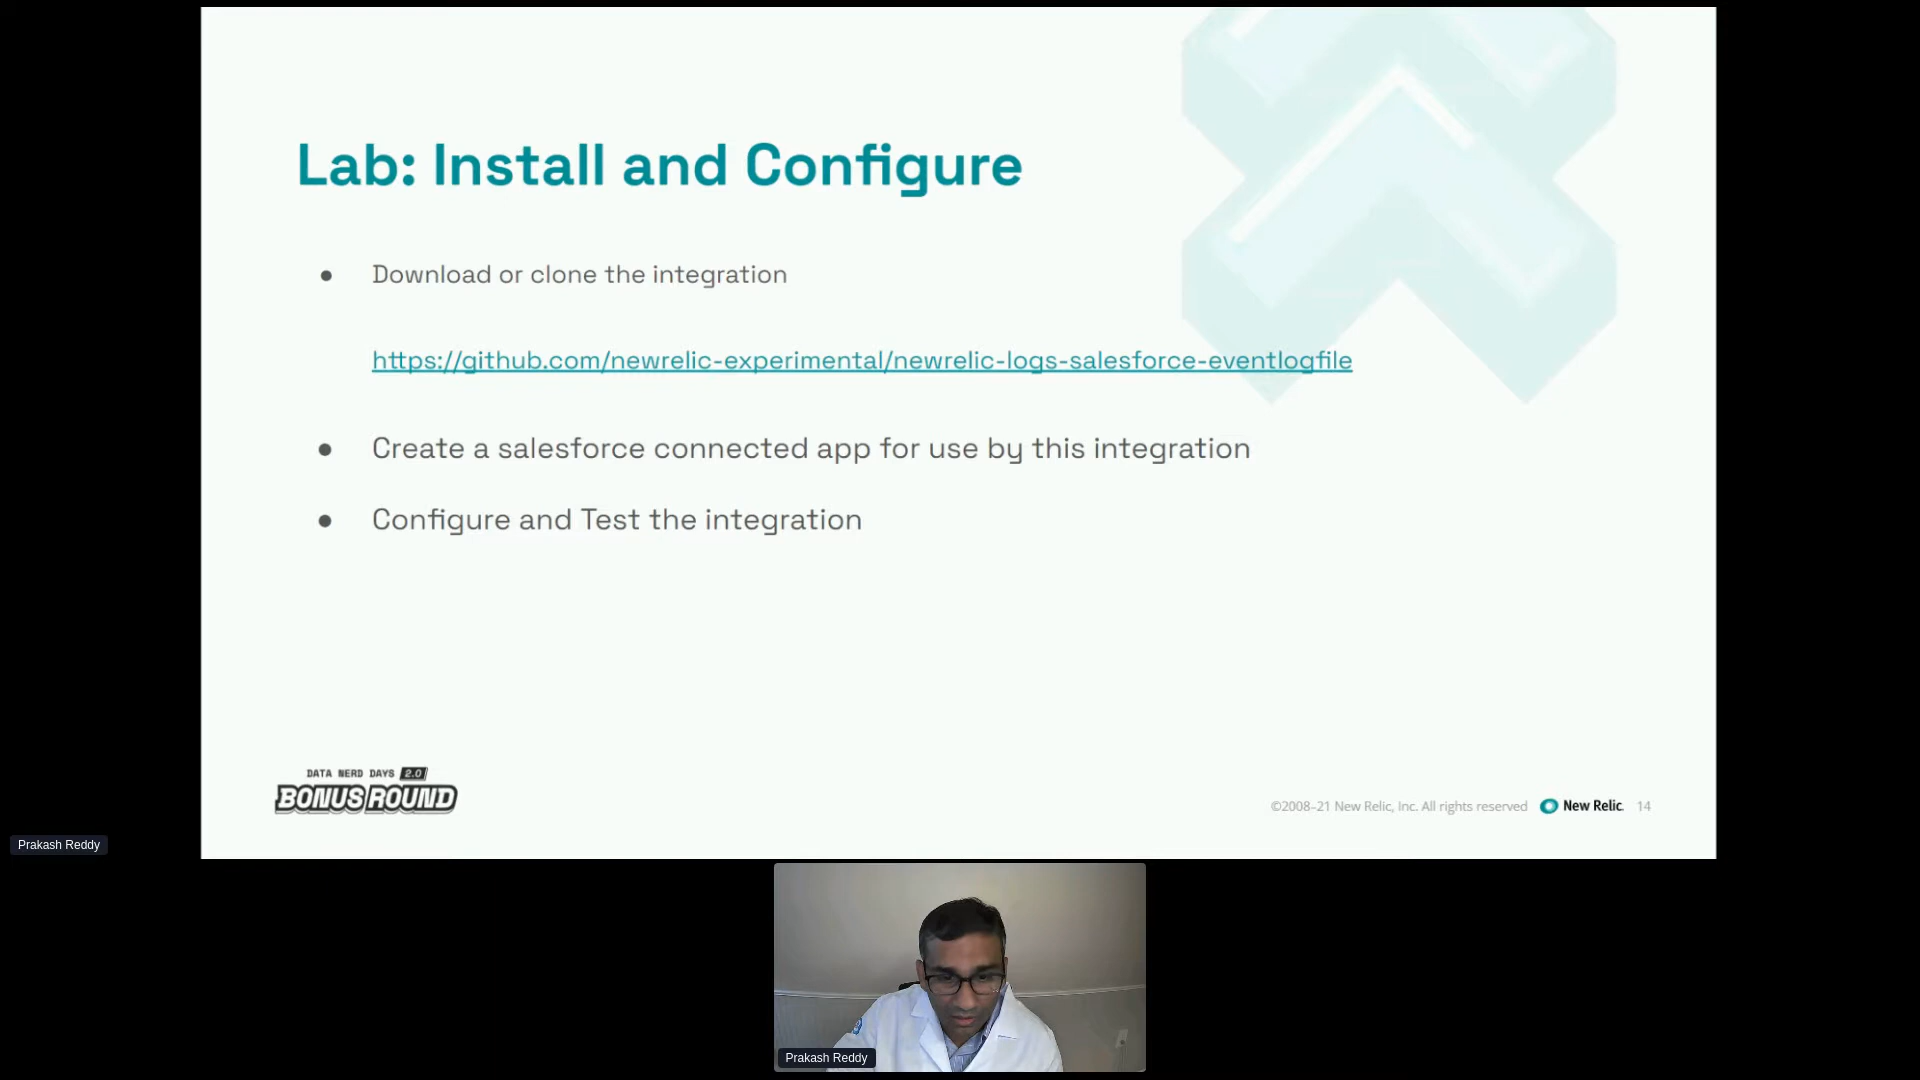 Lab: Install and Configure
● Download or clone the integration
https://github.com/newrelic-experimental/newrelic-logs-salesforce-eventlogfile
● Create a salesforce connected app for use by this integration
● Configure and Test the integration
DATA NERD DAYS 2.0
BONUS ROUND
©2008–21 New Relic, Inc. All rights reserved New Relic. 14
Prakash Reddy
Prakash Reddy